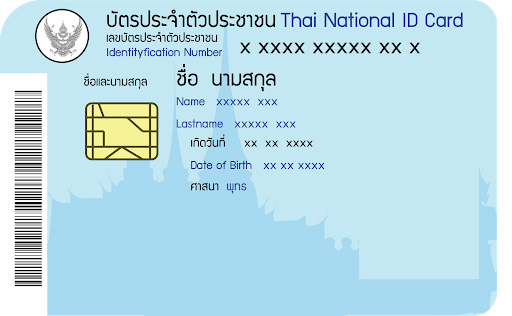 บัตรประจำตัวประชาชน Thai National ID Card
เลขบัตรประจำตัวประชาชน
Identityfication Number x xxxx xxxxx xx x
ชื่อและนามสกุล ชื่อ นามสกุล
Name xxxxx xxx
Lastname xxxxx xxx
เกิดวันที่ xx xx xxxx
Date of Birth xx xx xxxx
ศาสนา พุทธ